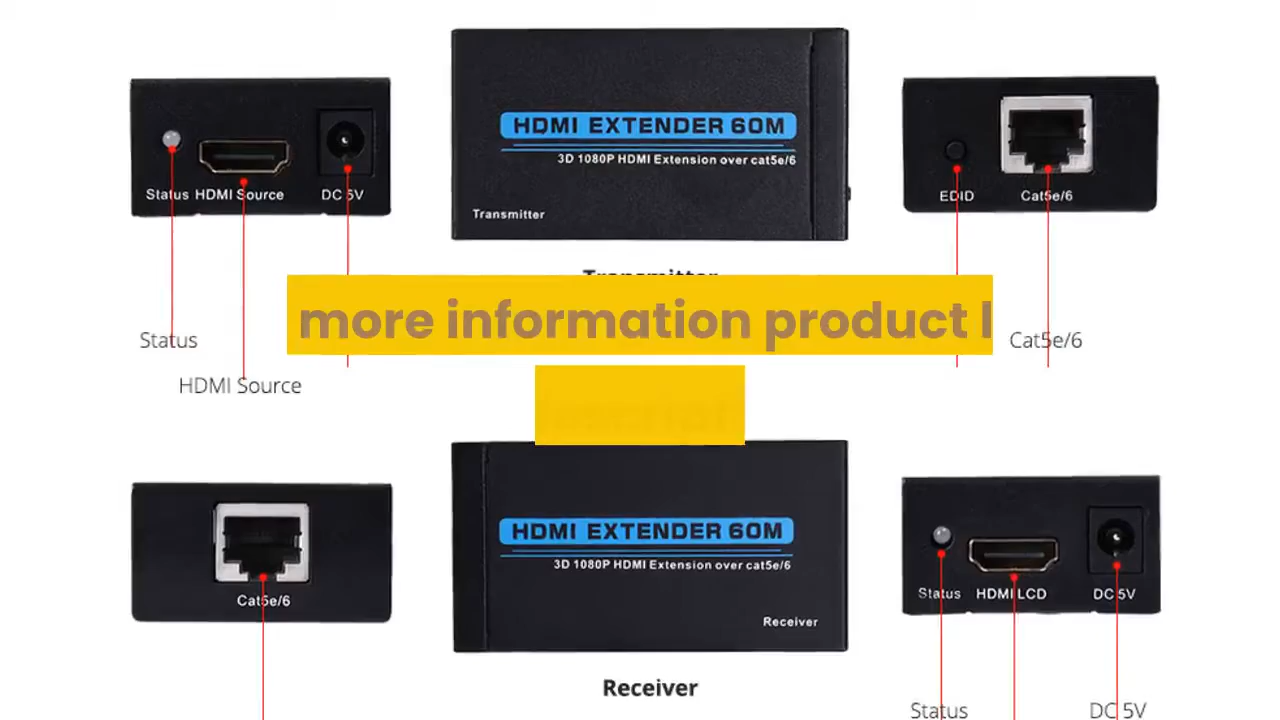 HDMI EXTENDER 60M
3D 1080P HDMI Extension over cat5e/6
Transmitter
Status HDMI Source DC 5V
EDID Cat5e/6
Transmitter
more information product
Status
HDMI Source
Cat5e/6
HDMI EXTENDER 60M
3D 1080P HDMI Extension over cat5e/6
Receiver
Cat5e/6
Status HDMI LCD DC 5V
Receiver
Status
DC 5V